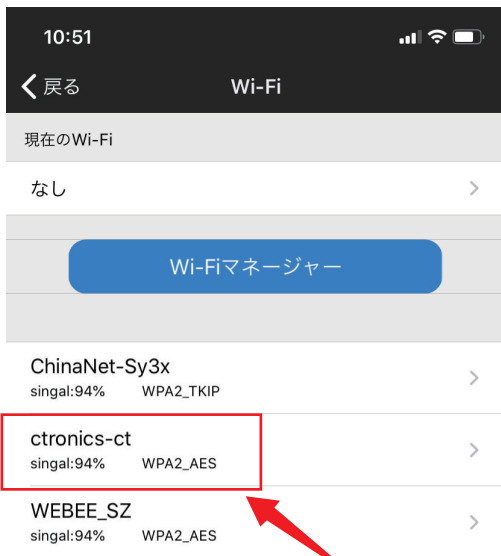 10:51
戻る
Wi-Fi
現在のWi-Fi
なし
Wi-Fiマネージャー
ChinaNet-Sy3x
singal:94% WPA2_TKIP
ctronics-ct
singal:94% WPA2_AES
WEBEE_SZ
singal:94% WPA2_AES